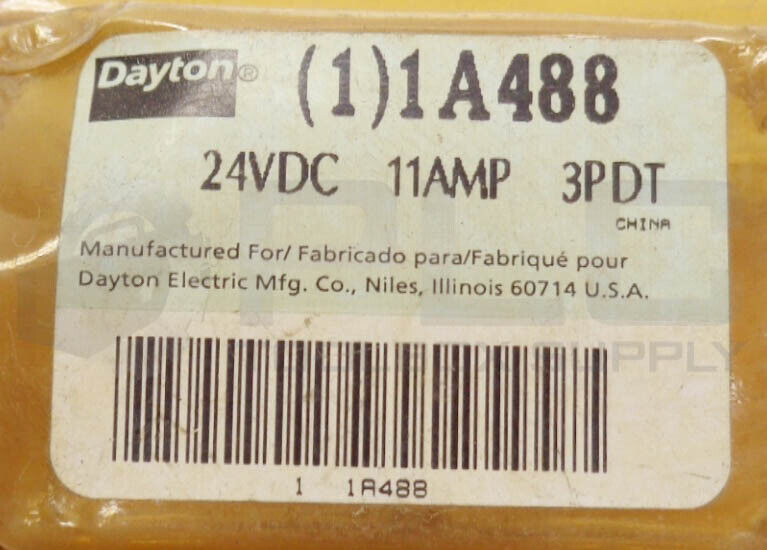 Dayton®
(1)1A488
24VDC 11AMP 3PDT
CHINA
Manufactured For/ Fabricado para/Fabriqué pour
Dayton Electric Mfg. Co., Niles, Illinois 60714 U.S.A.
1 1A488